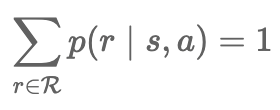 ∑ p(r | s, a) = 1
r∈ℛ